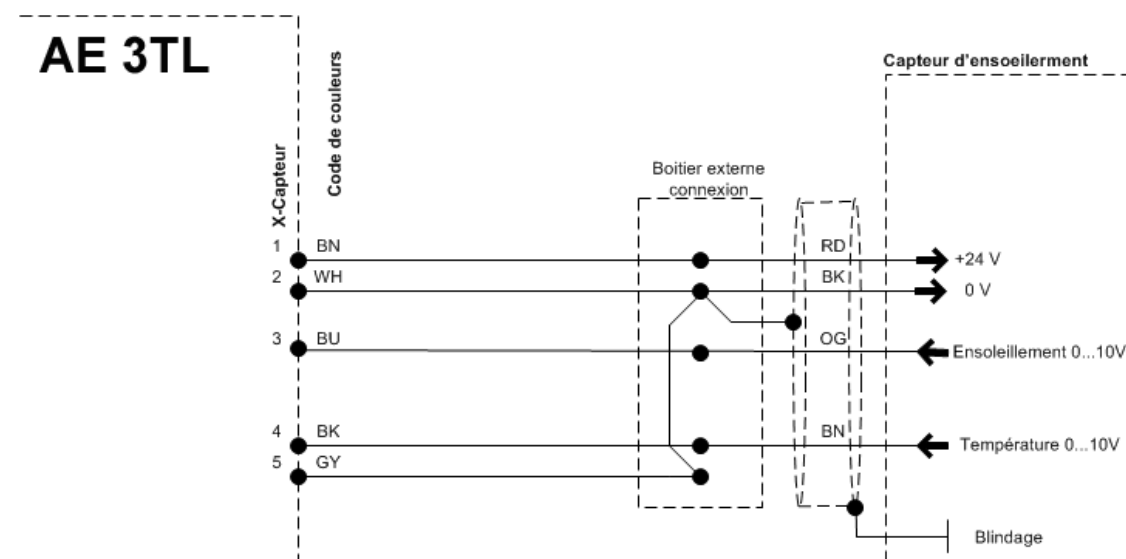 AE 3TL
Code de couleurs
X-Capteur
Capteur d'ensoeilerment
Boitier externe
connexion
1 BN RD +24 V
2 WH BK 0 V
3 BU OG Ensoleillement 0...10V
4 BK BN Température 0...10V
5 GY
Blindage